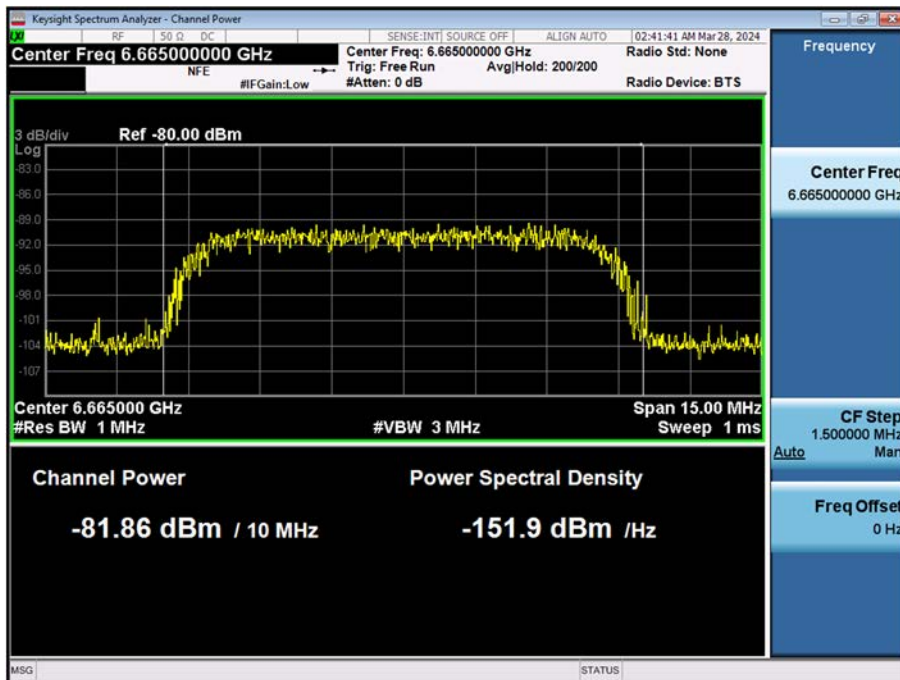 Keysight Spectrum Analyzer - Channel Power
RF 50 Ω DC SENSE:INT SOURCE OFF ALIGN AUTO 02:41:41 AM Mar 28, 2024
Center Freq 6.665000000 GHz
NFE
#IFGain:Low
Center Freq: 6.665000000 GHz
Trig: Free Run Avg|Hold: 200/200
#Atten: 0 dB
Radio Std: None
Radio Device: BTS
3 dB/div Ref -80.00 dBm
Log
-83.0
-86.0
-89.0
-92.0
-95.0
-98.0
-101
-104
-107
Center 6.665000 GHz Span 15.00 MHz
#Res BW 1 MHz #VBW 3 MHz Sweep 1 ms
Channel Power Power Spectral Density
-81.86 dBm / 10 MHz -151.9 dBm /Hz
Frequency
Center Freq
6.665000000 GHz
CF Step
1.500000 MHz
Auto Man
Freq Offset
0 Hz
MSG STATUS